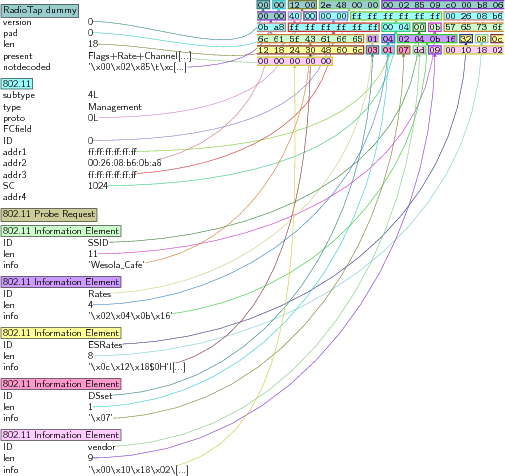 00 00 12 00 2e 48 00 00 00 02 85 09 c0 00 06
00 00 40 00 00 00 ff ff ff ff ff ff 00 26 08 b6
0b a8 ff ff ff ff ff ff 00 04 00 0b 57 65 73 6f
6c 61 5f 43 61 66 65 01 04 02 04 0b 16 32 08 0c
12 18 24 30 48 60 6c 03 01 07 dd 09 00 10 18 02
00 00 00 00 0e
RadioTap dummy
version 0
pad 0
len 18
present Flags+Rate+Channel[...]
notdecoded '\x00\x02\x85\t\xc[...]
802.11
subtype 4L
type Management
proto 0L
FCfield
ID 0
addr1 ff:ff:ff:ff:ff:ff
addr2 00:26:08:b6:0b:a8
addr3 ff:ff:ff:ff:ff:ff
SC 1024
addr4
802.11 Probe Request
802.11 Information Element
ID SSID
len 11
info 'Wesola_Cafe'
802.11 Information Element
ID Rates
len 4
info '\x02\x04\x0b\x16'
802.11 Information Element
ID ESRates
len 8
info '\x0c\x12\x18$0H`l[...]
802.11 Information Element
ID DSset
len 1
info '\x07'
802.11 Information Element
ID vendor
len 9
info '\x00\x10\x18\x02\[...]